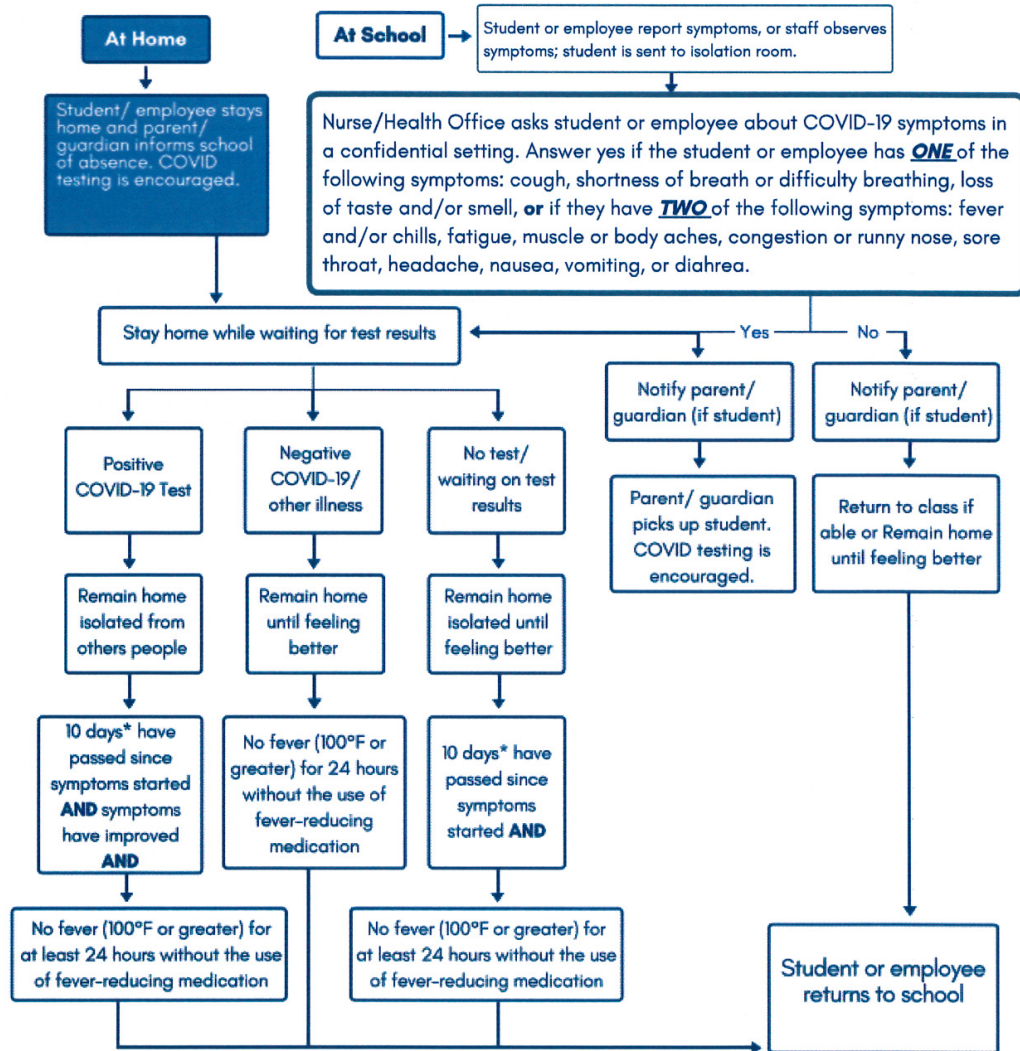 At Home
Student/ employee stays
home and parent/
guardian informs school
of absence. COVID
testing is encouraged.
At School
Student or employee report symptoms, or staff observes
symptoms; student is sent to isolation room.
Nurse/Health Office asks student or employee about COVID-19 symptoms in
a confidential setting. Answer yes if the student or employee has ONE of the
following symptoms: cough, shortness of breath or difficulty breathing, loss
of taste and/or smell, or if they have TWO of the following symptoms: fever
and/or chills, fatigue, muscle or body aches, congestion or runny nose, sore
throat, headache, nausea, vomiting, or diahrea.
Stay home while waiting for test results
Yes
No
Positive
COVID-19 Test
Negative
COVID-19/
other illness
No test/
waiting on test
results
Notify parent/
guardian (if student)
Notify parent/
guardian (if student)
Parent/ guardian
picks up student.
COVID testing is
encouraged.
Return to class if
able or Remain home
until feeling better
Remain home
isolated from
others people
Remain home
until feeling
better
Remain home
isolated until
feeling better
10 days* have
passed since
symptoms started
AND symptoms
have improved
AND
No fever (100°F or
greater) for 24 hours
without the use of
fever-reducing
medication
10 days* have
passed since
symptoms
started AND
No fever (100°F or greater) for
at least 24 hours without the use
of fever-reducing medication
No fever (100°F or greater) for
at least 24 hours without the use
of fever-reducing medication
Student or employee
returns to school